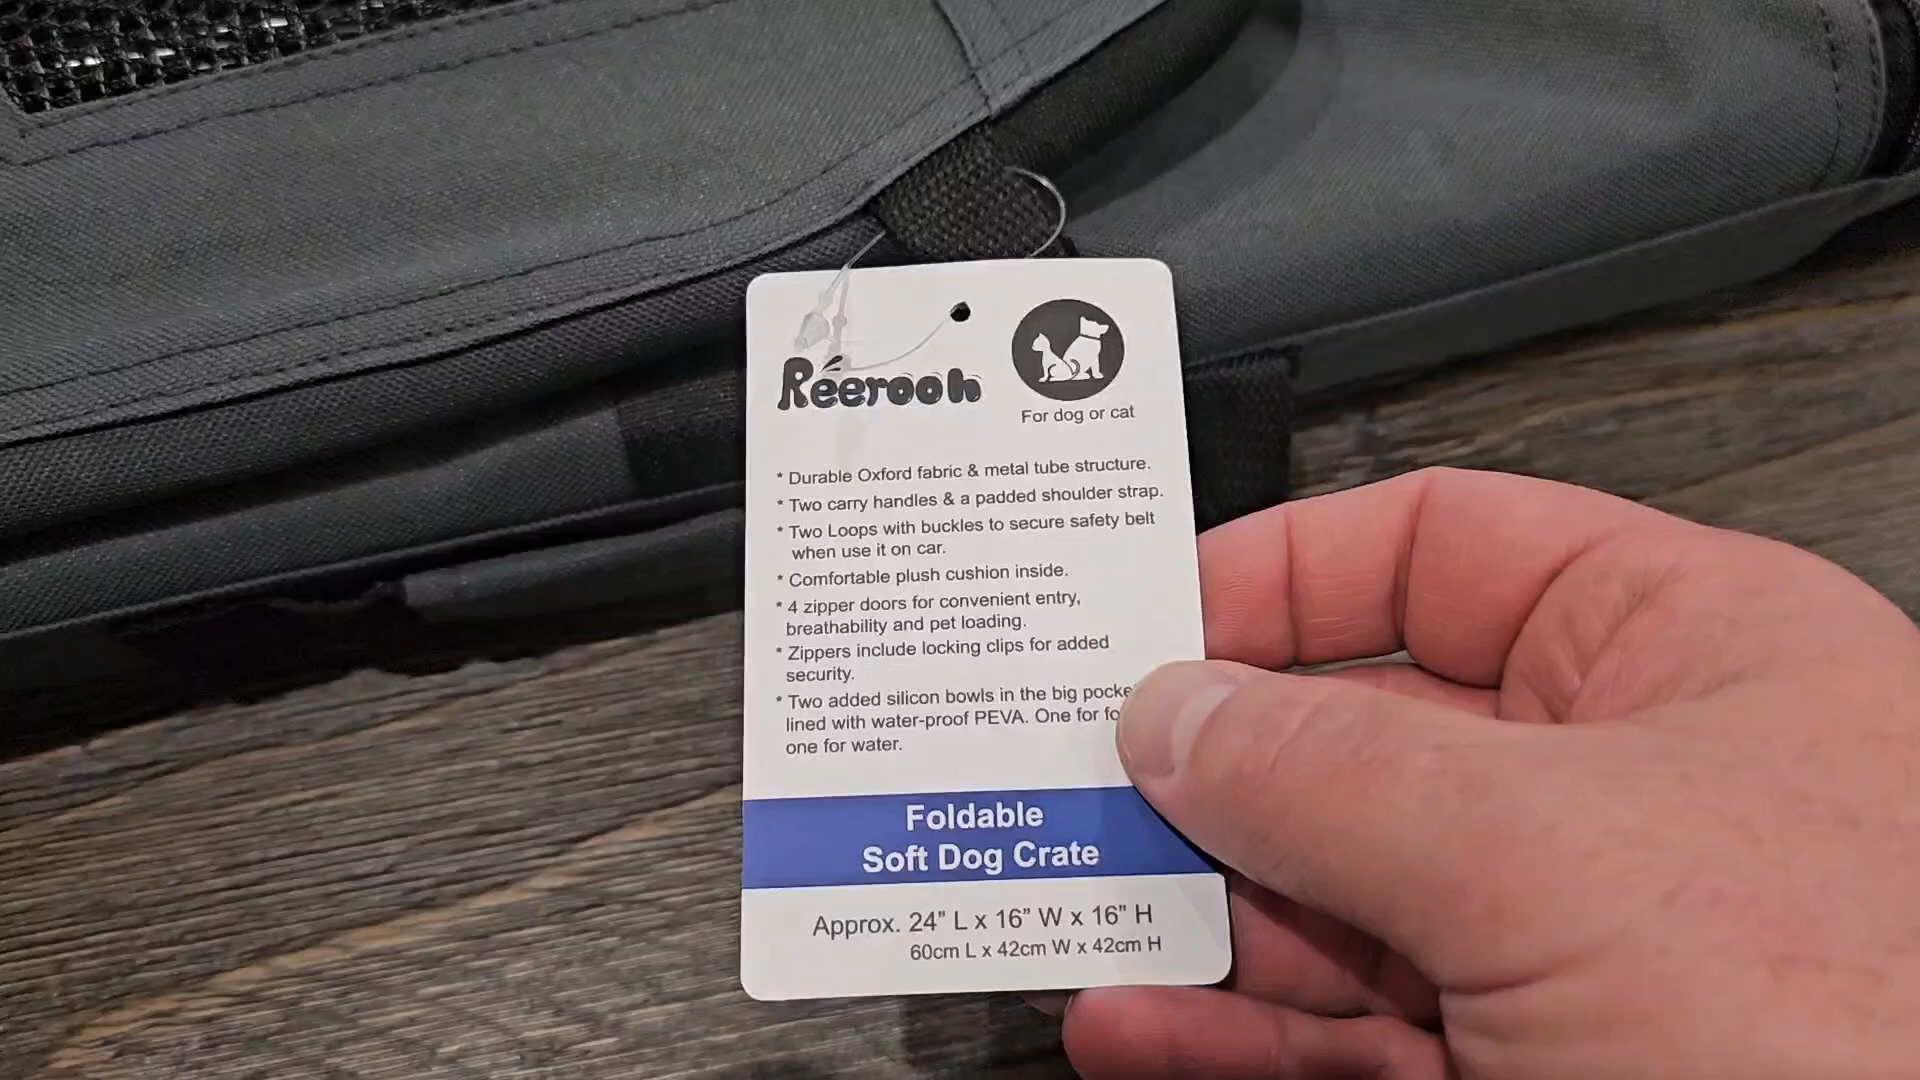 Reerooh
For dog or cat
* Durable Oxford fabric & metal tube structure.
* Two carry handles & a padded shoulder strap.
* Two Loops with buckles to secure safety belt
when use it on car.
* Comfortable plush cushion inside.
* 4 zipper doors for convenient entry,
breathability and pet loading.
* Zippers include locking clips for added
security.
* Two added silicon bowls in the big
lined with water-proof PEVA. One for
one for water.
Foldable
Soft Dog Crate
Approx. 24” L x 16” W x 16” H
60cm L x 42cm W x 42cm H